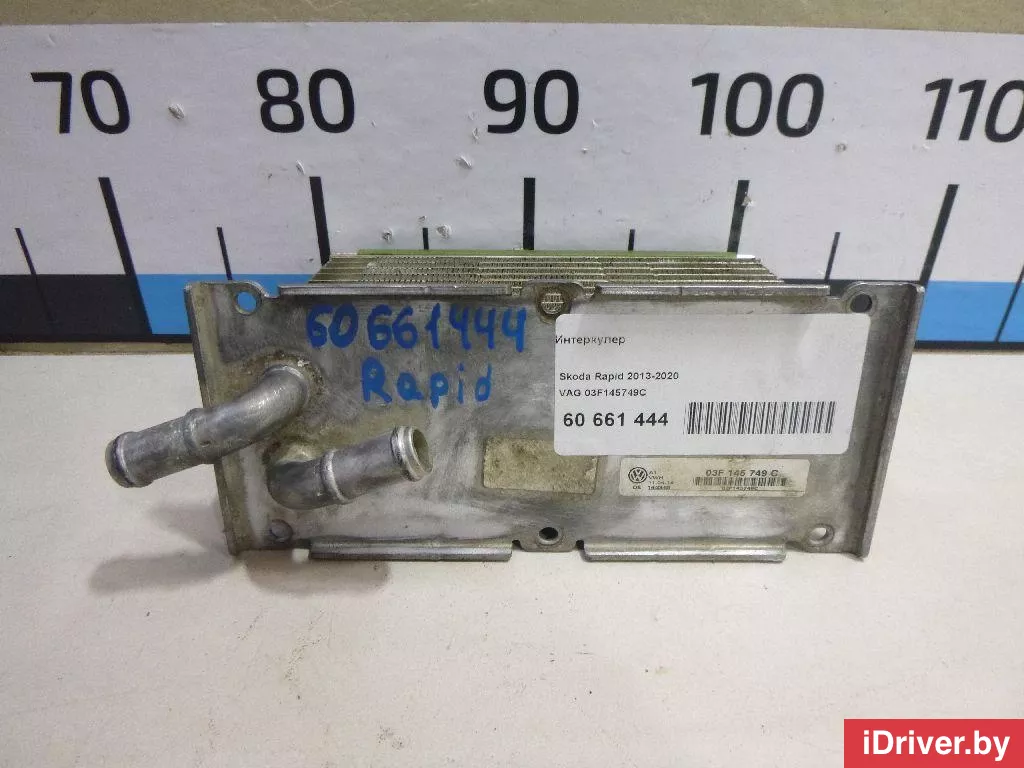 70 80 90 100 110
60661444
Rapid
Интеркулер
Skoda Rapid 2013-2020
VAG 03F145749C
60 661 444
03F 145 749 C
03F145749C
iDriver.by